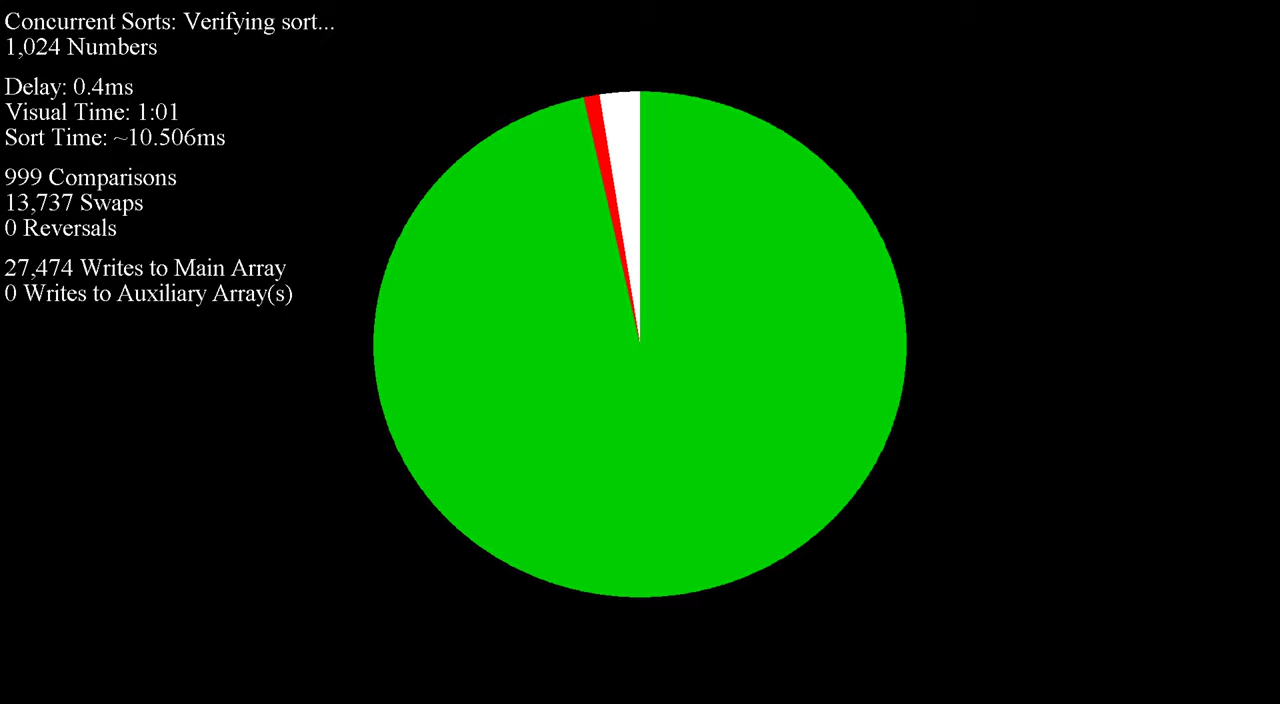 Concurrent Sorts: Verifying sort...
1,024 Numbers
Delay: 0.4ms
Visual Time: 1:01
Sort Time: ~10.506ms
999 Comparisons
13,737 Swaps
0 Reversals
27,474 Writes to Main Array
0 Writes to Auxiliary Array(s)